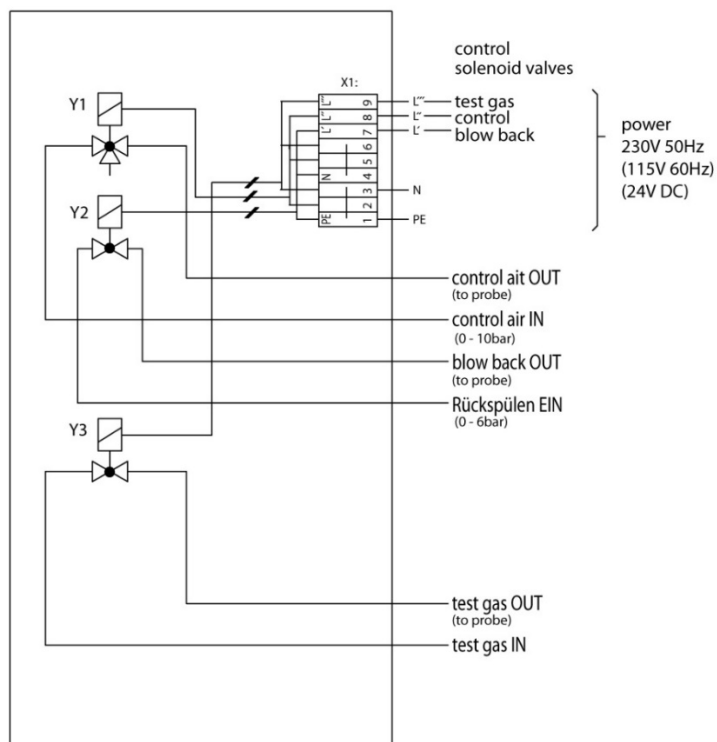 control
solenoid valves
X1:
Y1
L''' 9 L''' test gas
L'' 8 L'' control
L' 7 L' blow back
6
5
N 4
3 N
2
PE 1 PE
power
230V 50Hz
(115V 60Hz)
(24V DC)
Y2
control ait OUT
(to probe)
control air IN
(0 - 10bar)
blow back OUT
(to probe)
Rückspülen EIN
(0 - 6bar)
Y3
test gas OUT
(to probe)
test gas IN